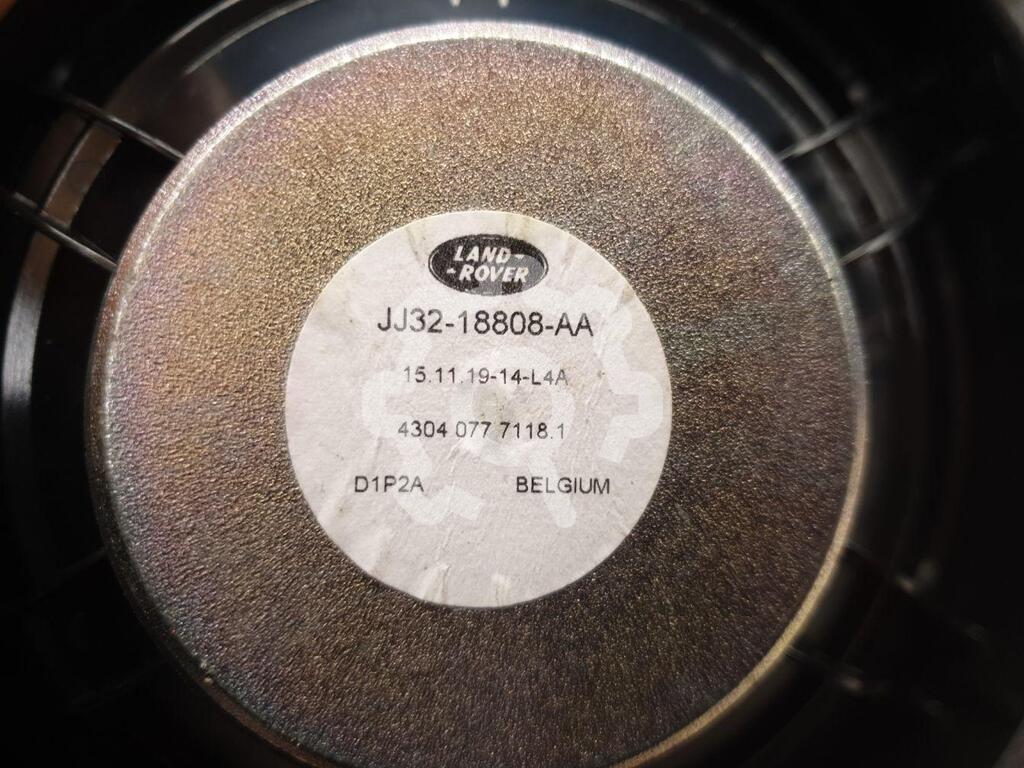 LAND-
-ROVER
JJ32-18808-AA
15.11.19-14-L4A
4304 077 7118.1
D1P2A BELGIUM